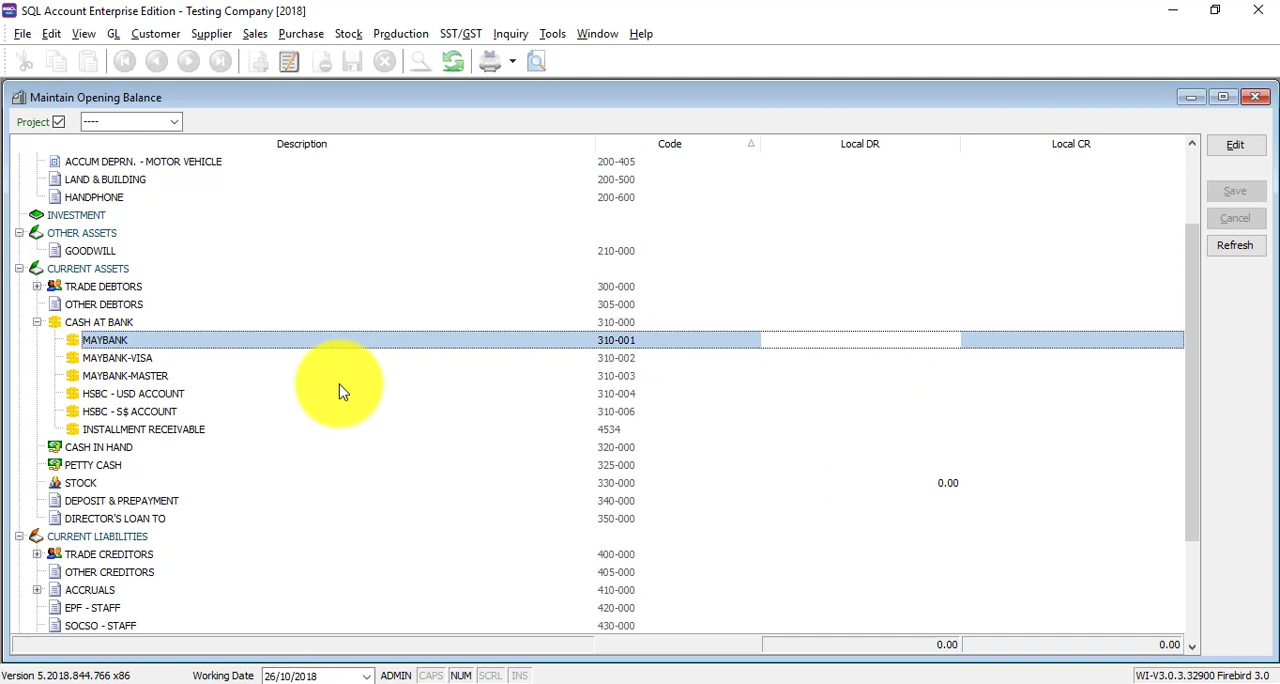 SQL Account Enterprise Edition - Testing Company [2018]
File Edit View GL Customer Supplier Sales Purchase Stock Production SST/GST Inquiry Tools Window Help
Maintain Opening Balance
Project ----
Description Code Local DR Local CR
ACCUM DEPRN. - MOTOR VEHICLE 200-405
LAND & BUILDING 200-500
HANDPHONE 200-600
INVESTMENT
OTHER ASSETS
GOODWILL 210-000
CURRENT ASSETS
TRADE DEBTORS 300-000
OTHER DEBTORS 305-000
CASH AT BANK 310-000
MAYBANK 310-001
MAYBANK-VISA 310-002
MAYBANK-MASTER 310-003
HSBC - USD ACCOUNT 310-004
HSBC - S$ ACCOUNT 310-006
INSTALLMENT RECEIVABLE 4534
CASH IN HAND 320-000
PETTY CASH 325-000
STOCK 330-000 0.00
DEPOSIT & PREPAYMENT 340-000
DIRECTOR'S LOAN TO 350-000
CURRENT LIABILITIES
TRADE CREDITORS 400-000
OTHER CREDITORS 405-000
ACCRUALS 410-000
EPF - STAFF 420-000
SOCSO - STAFF 430-000
0.00 0.00
Edit
Save
Cancel
Refresh
Version 5.2018.844.766 x86 Working Date 26/10/2018 ADMIN CAPS NUM SCRL INS WI-V3.0.3.32900 Firebird 3.0